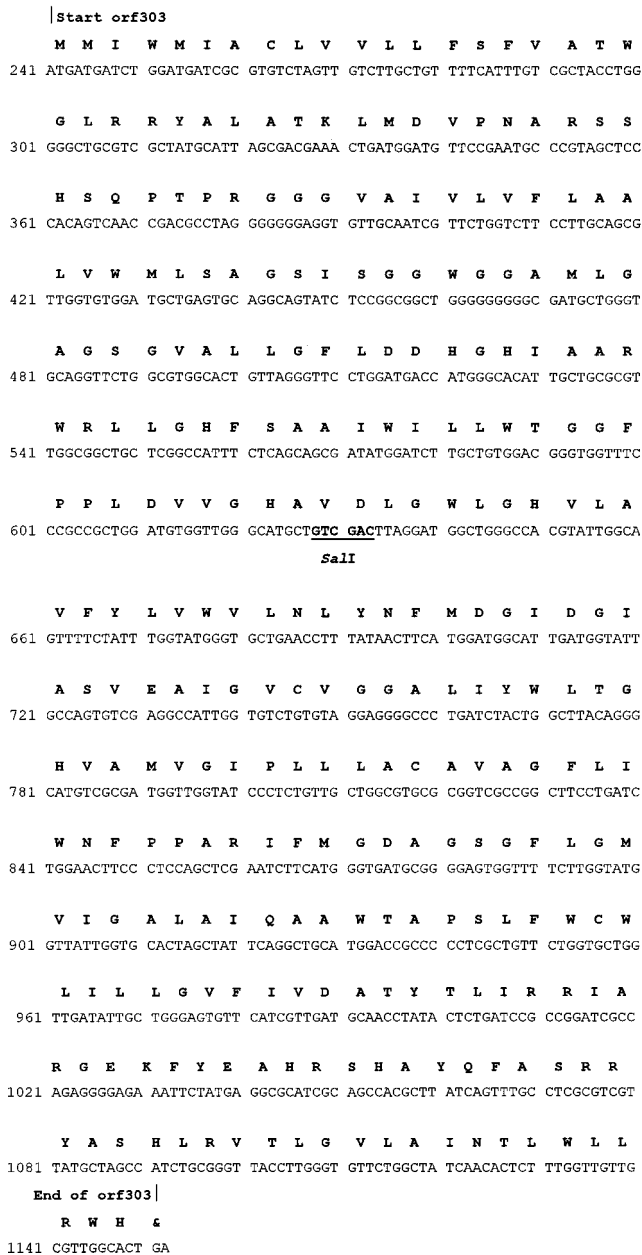 |Start orf303
M M I W M I A C L V V L L F S F V A T W
241 ATGATGATCT GGATGATCGC GTGTCTAGTT GTCTTGCTGT TTTCATTTGT CGCTACCTGG
G L R R Y A L A T K L M D V P N A R S S
301 GGGCTGCGTC GCTATGCATT AGCGACGAAA CTGATGGATG TTCCGAATGC CCGTAGCTCC
H S Q P T P R G G G V A I V L V F L A A
361 CACAGTCAAC CGACGCCTAG GGGGGGAGGT GTTGCAATCG TTCTGGTCTT CCTTGCAGCG
L V W M L S A G S I S G G W G G A M L G
421 TTGGTGTGGA TGCTGAGTGC AGGCAGTATC TCCGGCGGCT GGGGGGGGGC GATGCTGGGT
A G S G V A L L G F L D D H G H I A A R
481 GCAGGTTCTG GCGTGGCACT GTTAGGGTTC CTGGATGACC ATGGGCACAT TGCTGCGCGT
W R L L G H F S A A I W I L L W T G G F
541 TGGCGGCTGC TCGGCCATTT CTCAGCAGCG ATATGGATCT TGCTGTGGAC GGGTGGTTTC
P P L D V V G H A V D L G W L G H V L A
601 CCGCCGCTGG ATGTGGTTGG GCATGCTGTC GACTTAGGAT GGCTGGGCCA CGTATTGGCA
SalI
V F Y L V W V L N L Y N F M D G I D G I
661 GTTTTCTATT TGGTATGGGT GCTGAACCTT TATAACTTCA TGGATGGCAT TGATGGTATT
A S V E A I G V C V G G A L I Y W L T G
721 GCCAGTGTCG AGGCCATTGG TGTCTGTGTA GGAGGGGCCC TGATCTACTG GCTTACAGGG
H V A M V G I P L L L A C A V A G F L I
781 CATGTCGCGA TGGTTGGTAT CCCTCTGTTG CTGGCGTGCG CGGTCGCCGG CTTCCTGATC
W N F P P A R I F M G D A G S G F L G M
841 TGGAACTTCC CTCCAGCTCG AATCTTCATG GGTGATGCGG GGAGTGGTTT TCTTGGTATG
V I G A L A I Q A A W T A P S L F W C W
901 GTTATTGGTG CACTAGCTAT TCAGGCTGCA TGGACCGCCC CCTCGCTGTT CTGGTGCTGG
L I L L G V F I V D A T Y T L I R R I A
961 TTGATATTGC TGGGAGTGTT CATCGTTGAT GCAACCTATA CTCTGATCCG CCGGATCGCC
R G E K F Y E A H R S H A Y Q F A S R R
1021 AGAGGGGAGA AATTCTATGA GGCGCATCGC AGCCACGCTT ATCAGTTTGC CTCGCGTCGT
Y A S H L R V T L G V L A I N T L W L L
1081 TATGCTAGCC ATCTGCGGGT TACCTTGGGT GTTCTGGCTA TCAACACTCT TTGGTTGTTG
End of orf303|
R W H &
1141 CGTTGGCACT GA